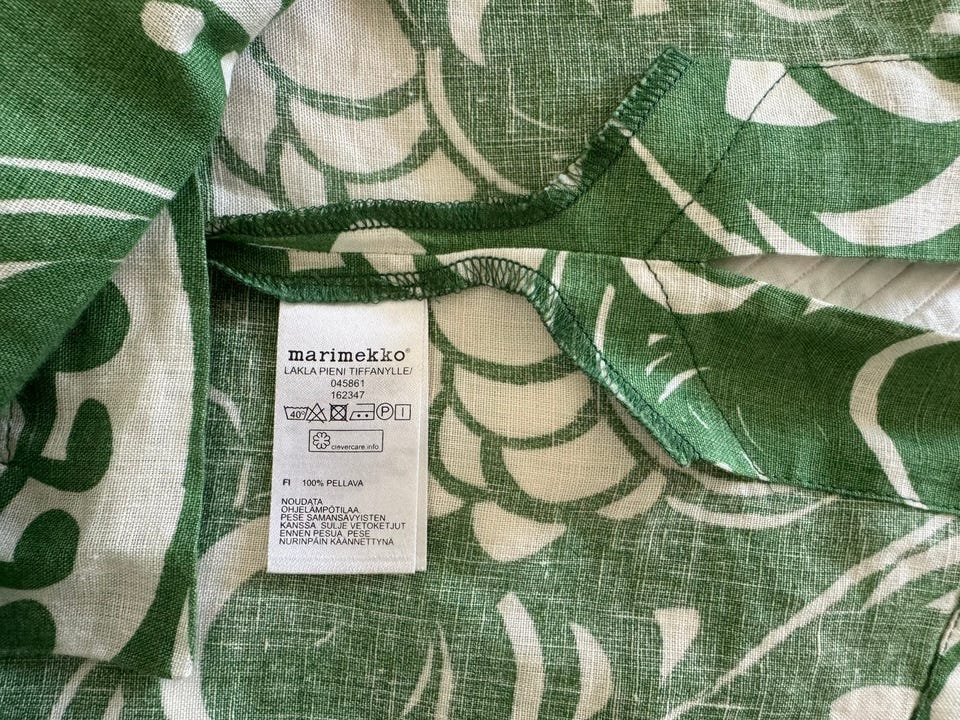 marimekko®
LAKLA PIENI TIFFANYLLE/
045861
162347
40° P I
clevercare.info
FI 100% PELLAVA
NOUDATA
OHJELÄMPÖTILAA.
PESE SAMANSÄVYISTEN
KANSSA. SULJE VETOKETJUT
ENNEN PESUA. PESE
NURINPÄIN KÄÄNNETTYNÄ